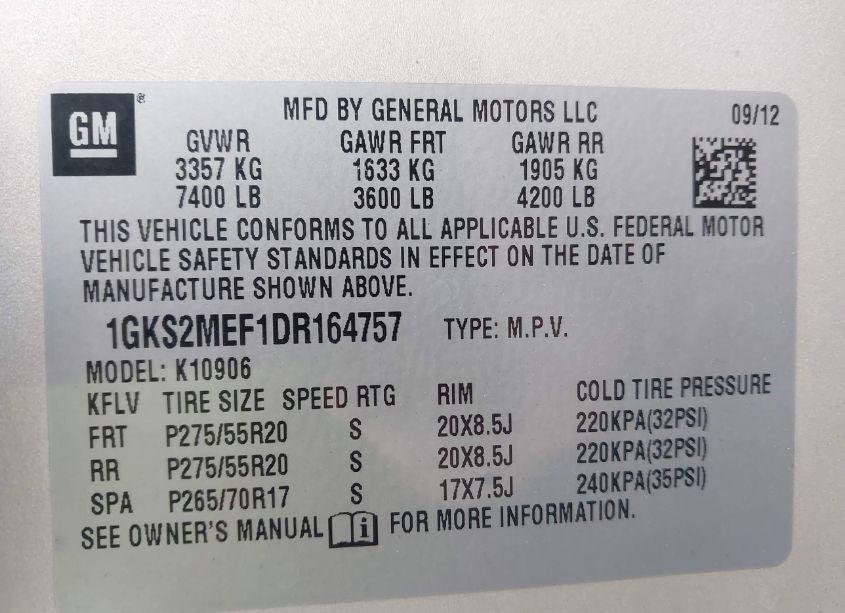 GM ®
MFD BY GENERAL MOTORS LLC 09/12
GVWR GAWR FRT GAWR RR
3357 KG 1633 KG 1905 KG
7400 LB 3600 LB 4200 LB
THIS VEHICLE CONFORMS TO ALL APPLICABLE U.S. FEDERAL MOTOR
VEHICLE SAFETY STANDARDS IN EFFECT ON THE DATE OF
MANUFACTURE SHOWN ABOVE.
1GKS2MEF1DR164757 TYPE: M.P.V.
MODEL: K10906
KFLV TIRE SIZE SPEED RTG RIM COLD TIRE PRESSURE
FRT P275/55R20 S 20X8.5J 220KPA(32PSI)
RR P275/55R20 S 20X8.5J 220KPA(32PSI)
SPA P265/70R17 S 17X7.5J 240KPA(35PSI)
SEE OWNER'S MANUAL i FOR MORE INFORMATION.